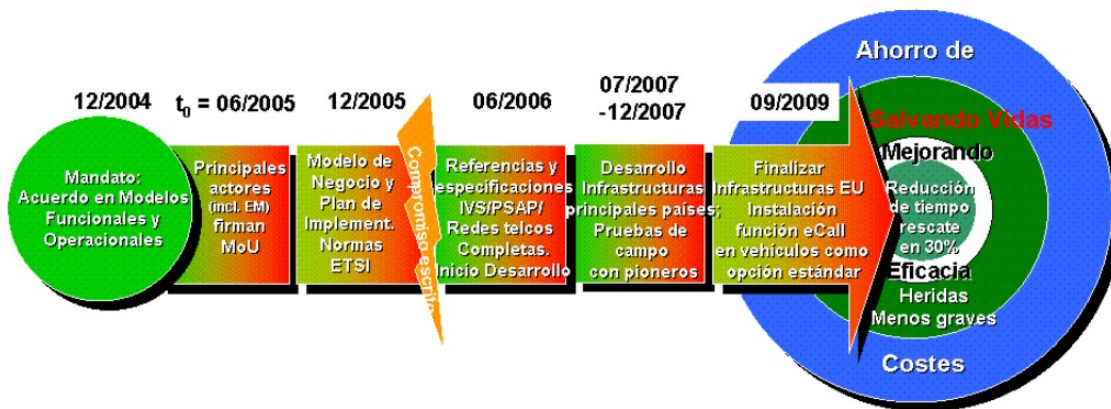 12/2004
Mandato:
Acuerdo en Modelos
Funcionales y
Operacionales
t0 = 06/2005
Principales
actores
(incl. EM)
firman
MoU
12/2005
Modelo de
Negocio y
Plan de
Implement.
Normas
ETSI
Compromiso escrito
06/2006
Referencias y
especificaciones
IVS/PSAP/
Redes telcos
Completas.
Inicio Desarrollo
07/2007
-12/2007
Desarrollo
Infrastructuras
principales países;
Pruebas de
campo
con pioneros
09/2009
Finalizar
Infrastructuras EU
Instalación
función eCall
en vehículos como
opción estándar
Ahorro de
Salvando Vidas
Mejorando
Reducción
de tiempo
rescate
en 30%
Eficacia
Heridas
Menos graves
Costes